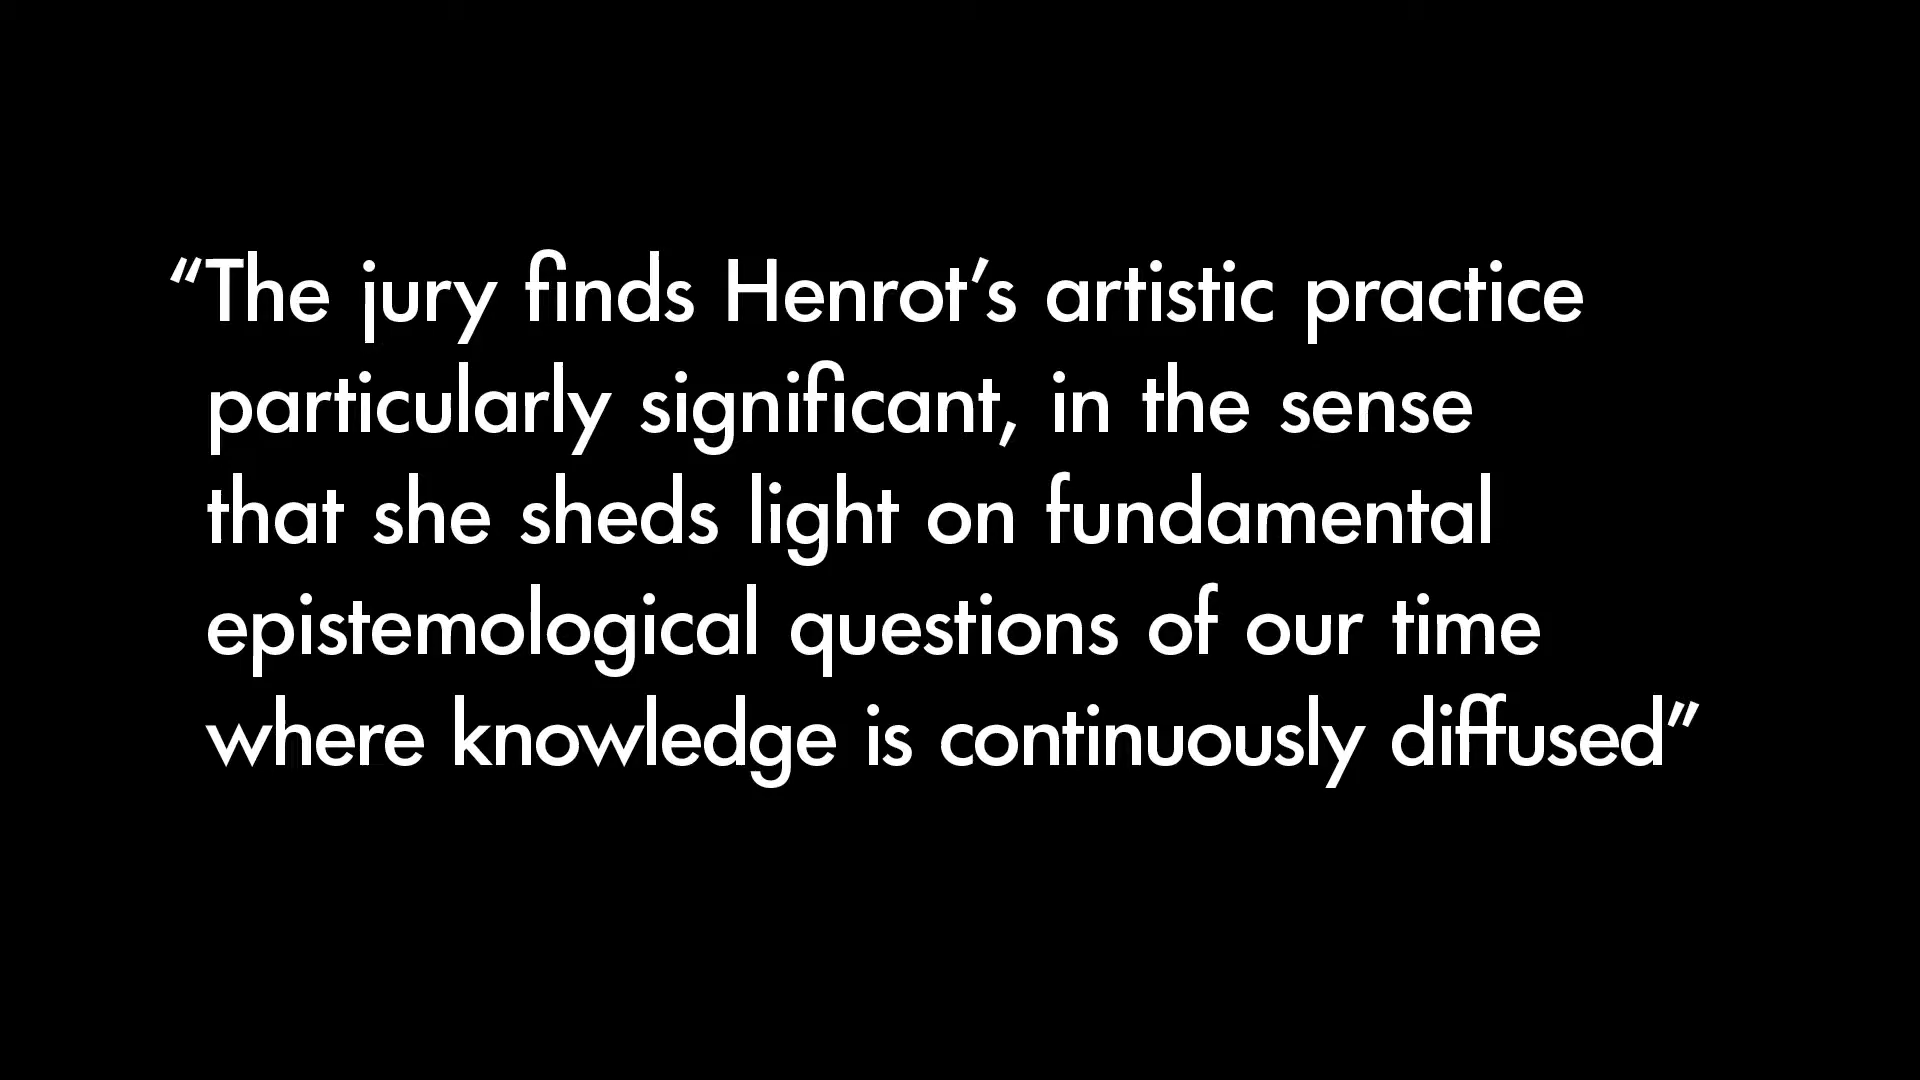 “The jury finds Henrot’s artistic practice
particularly significant, in the sense
that she sheds light on fundamental
epistemological questions of our time
where knowledge is continuously diffused”